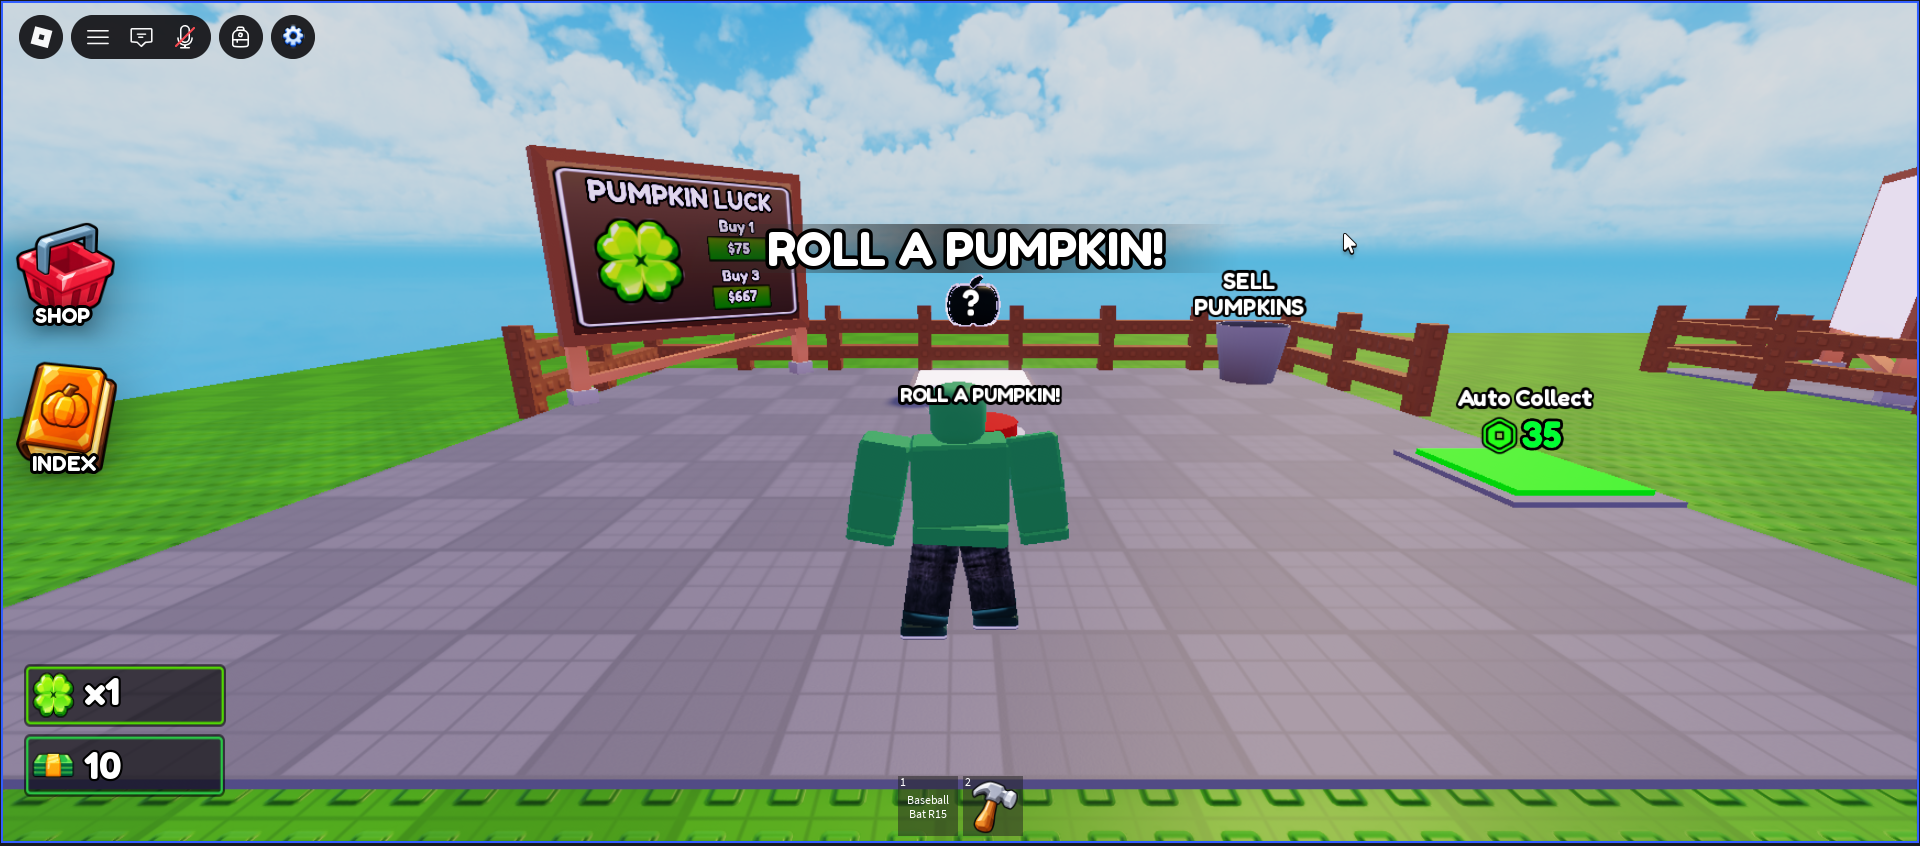 PUMPKIN LUCK
Buy 1
$75
Buy 3
$667
ROLL A PUMPKIN!
?
SELL
PUMPKINS
SHOP
ROLL A PUMPKIN!
Auto Collect
35
INDEX
x1
10
1
Baseball
Bat R15
2